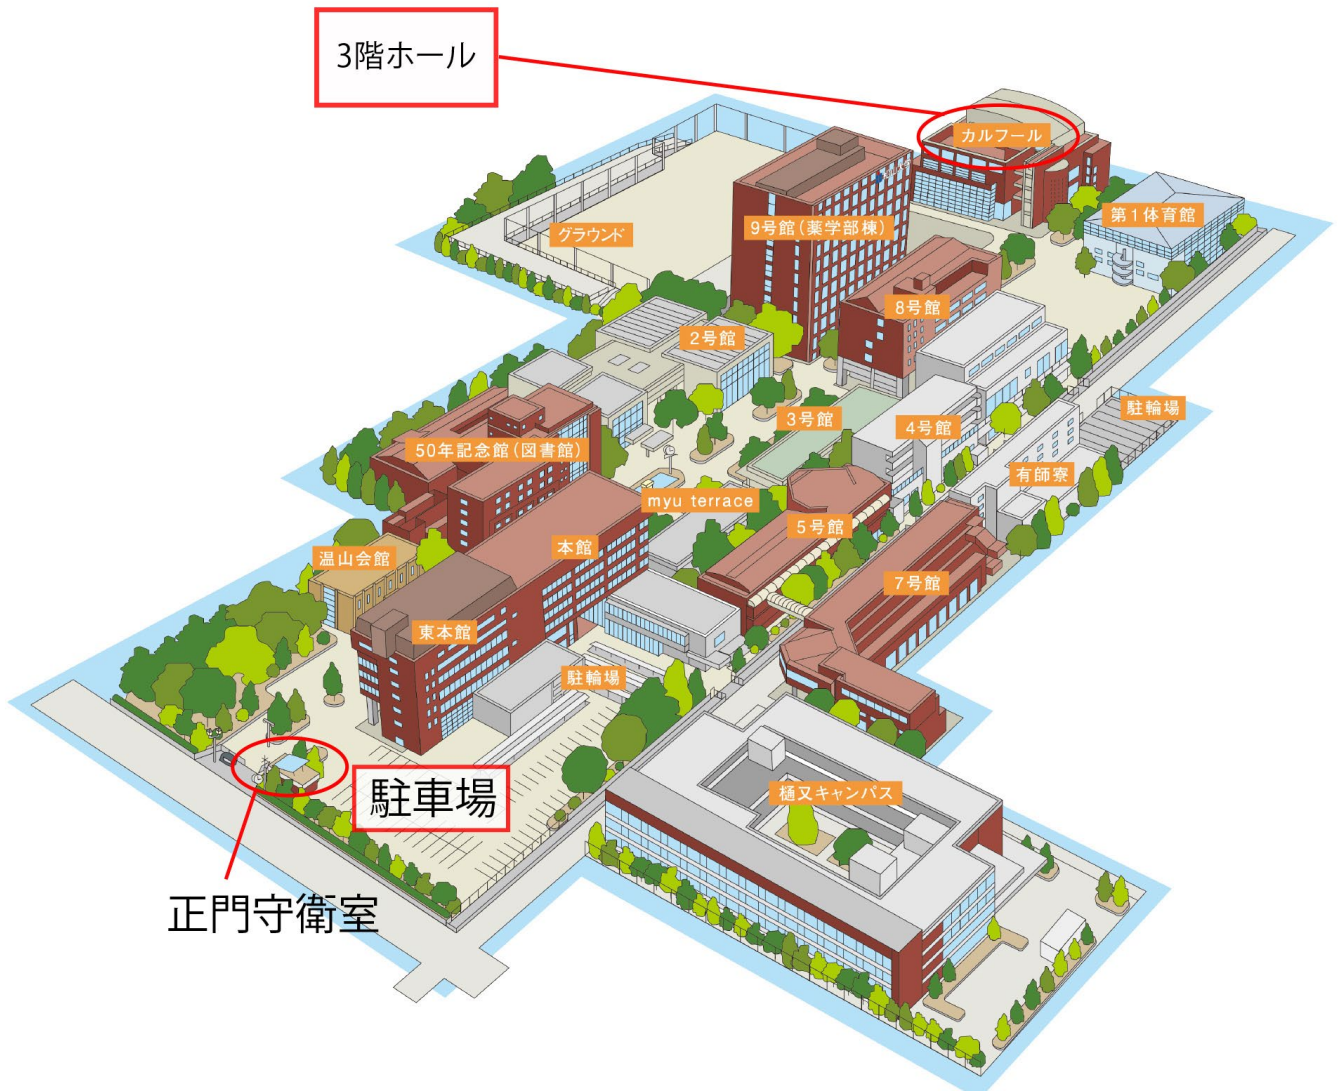 3階ホール
カルフール
第1体育館
グラウンド
9号館(薬学部棟)
8号館
2号館
駐輪場
3号館
4号館
50年記念館(図書館)
有師寮
myu terrace
5号館
本館
温山会館
7号館
東本館
駐輪場
駐車場
樋又キャンパス
正門守衛室